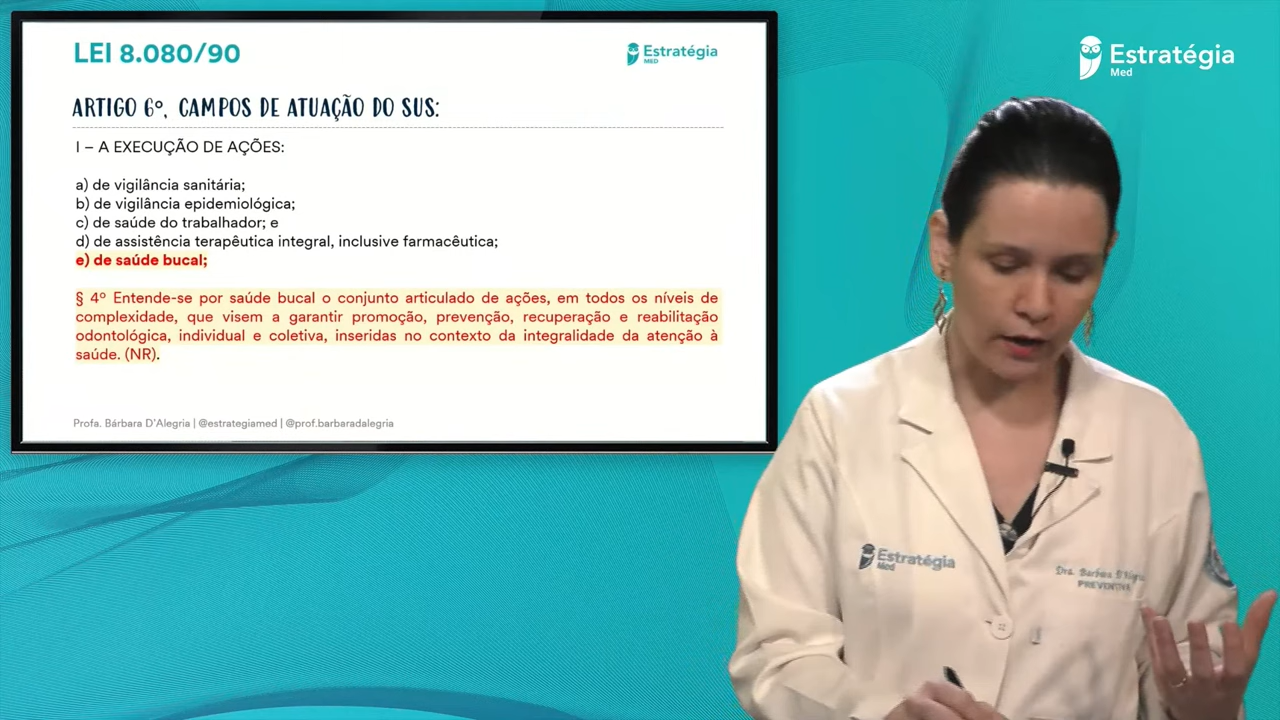 LEI 8.080/90
Estratégia
MED
ARTIGO 6º, CAMPOS DE ATUAÇÃO DO SUS:
I – A EXECUÇÃO DE AÇÕES:
a) de vigilância sanitária;
b) de vigilância epidemiológica;
c) de saúde do trabalhador; e
d) de assistência terapêutica integral, inclusive farmacêutica;
e) de saúde bucal;
§ 4º Entende-se por saúde bucal o conjunto articulado de ações, em todos os níveis de
complexidade, que visem a garantir promoção, prevenção, recuperação e reabilitação
odontológica, individual e coletiva, inseridas no contexto da integralidade da atenção à
saúde. (NR).
Profa. Bárbara D'Alegria | @estrategiamed | @prof.barbaradalegria
Estratégia
Med
Estratégia
Med
Dra. Barbara
PREVENTIVA